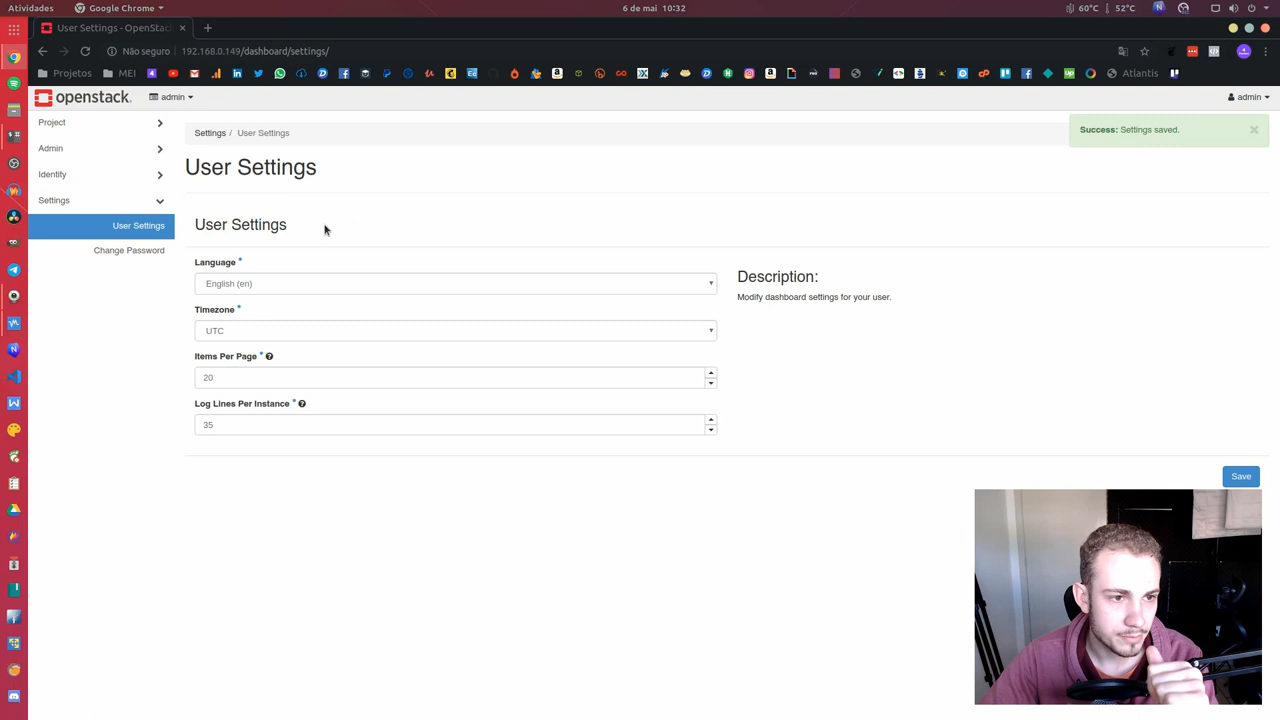 Atividades
Google Chrome
6 de mai 10:32
60°C
52°C
User Settings - OpenStac
Não seguro
192.168.0.149/dashboard/settings/
Projetos
MEI
Atlantis
openstack.
admin
admin
Project
Admin
Identity
Settings
User Settings
Change Password
Settings / User Settings
Success: Settings saved.
User Settings
User Settings
Language *
English (en)
Timezone *
UTC
Items Per Page *
20
Log Lines Per Instance *
35
Description:
Modify dashboard settings for your user.
Save